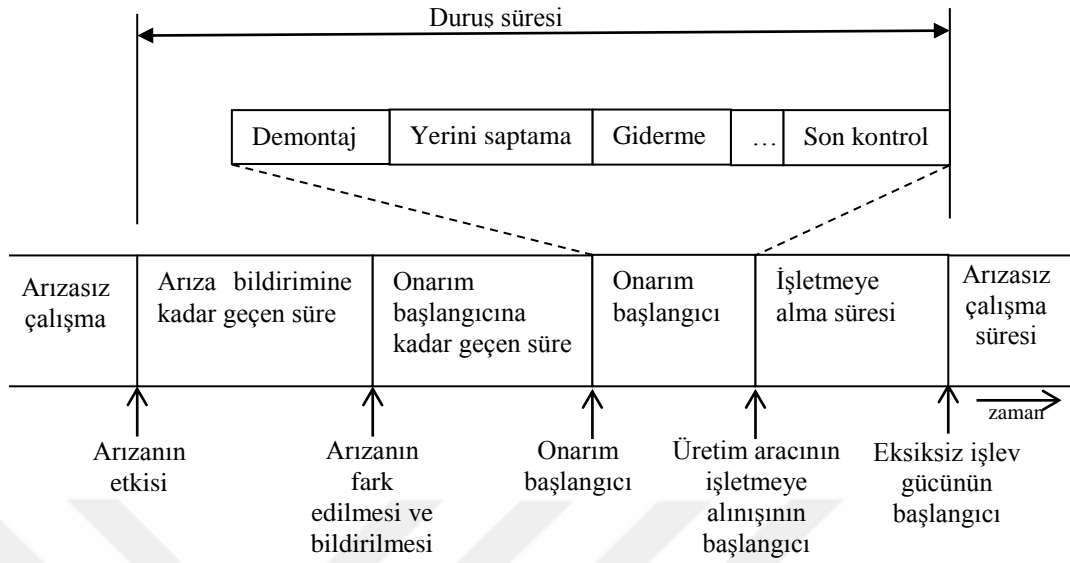 Duruş süresi
Demontaj
Yerini saptama
Giderme
...
Son kontrol
Arızasız
çalışma
Arıza bildirimine
kadar geçen süre
Onarım
başlangıcına
kadar geçen süre
Onarım
başlangıcı
İşletmeye
alma süresi
Arızasız
çalışma
süresi
zaman
Arızanın
etkisi
Arızanın
fark
edilmesi ve
bildirilmesi
Onarım
başlangıcı
Üretim aracının
işletmeye
alınışının
başlangıcı
Eksiksiz işlev
gücünün
başlangıcı